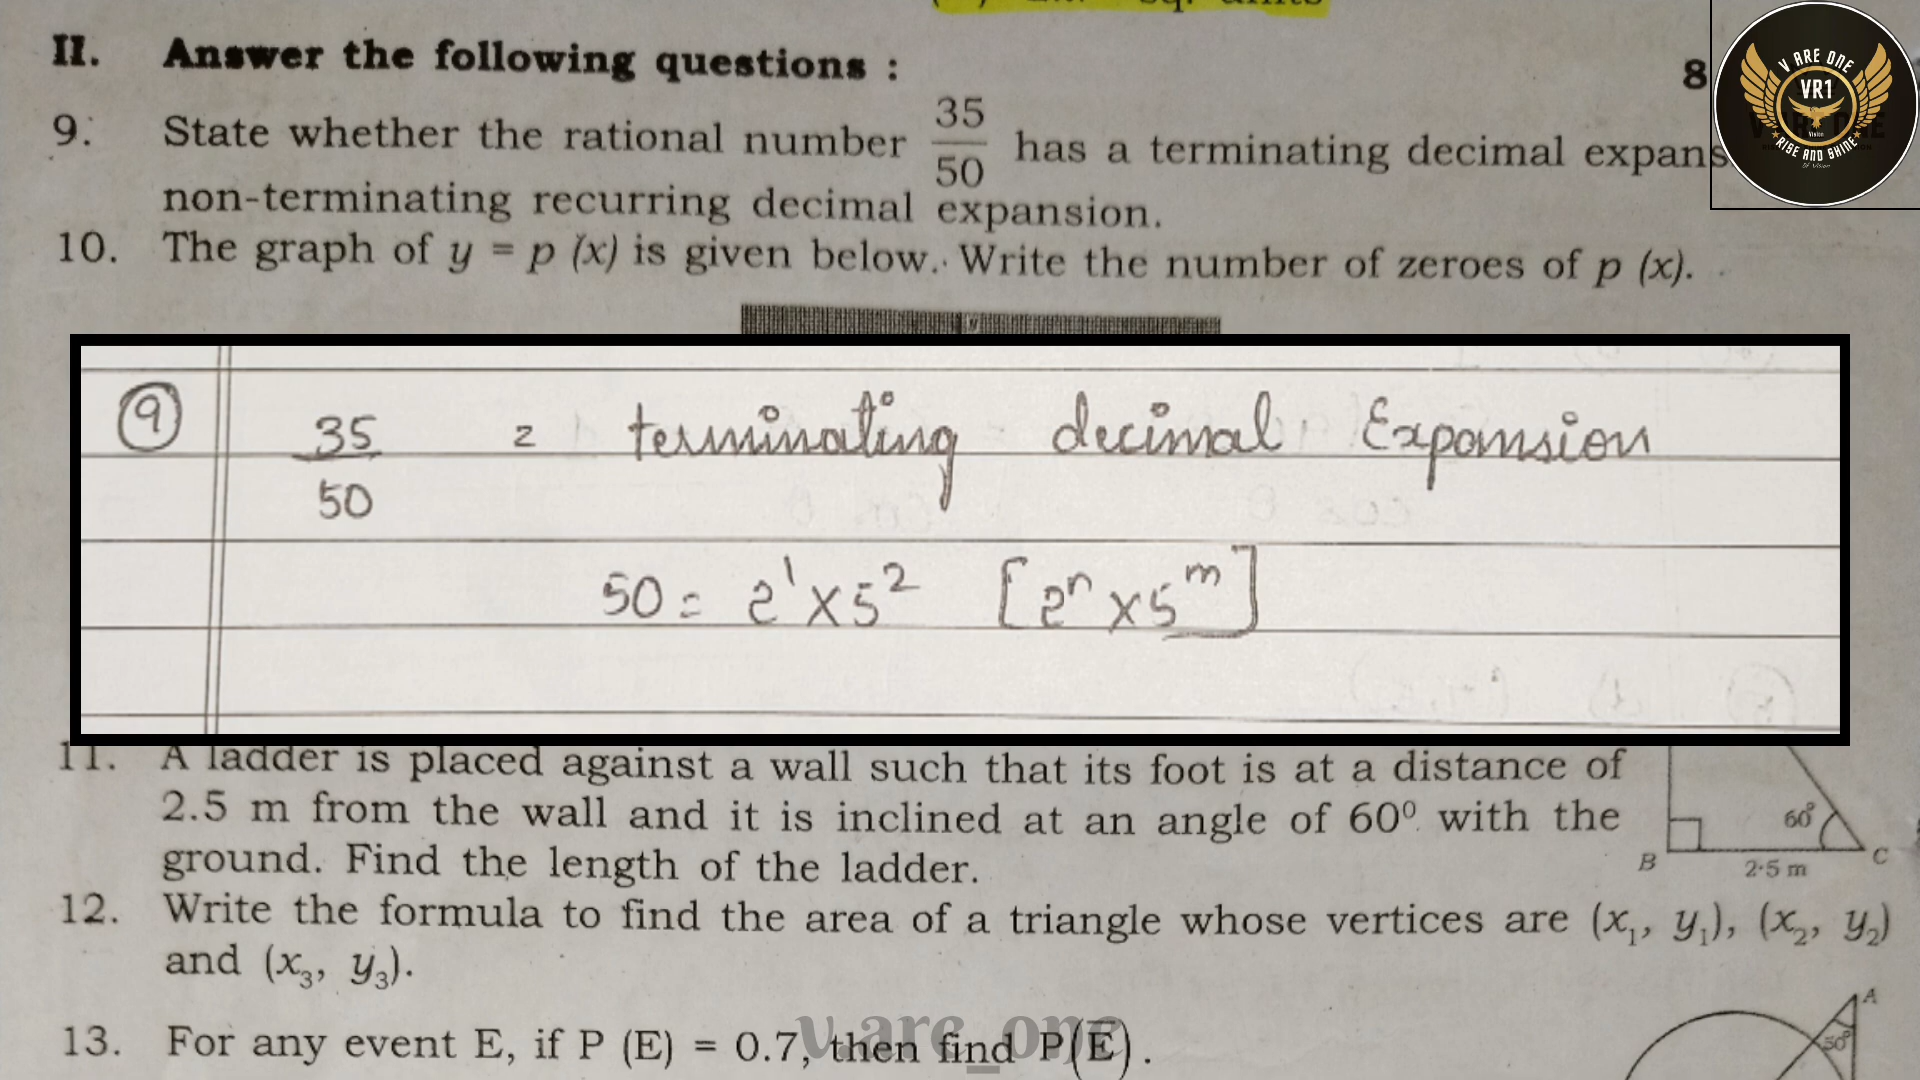 II. Answer the following questions :
8
V ARE ONE
VR1
Vision
RISE AND SHINE
9. State whether the rational number 35/50 has a terminating decimal expans
non-terminating recurring decimal expansion.
10. The graph of y = p (x) is given below. Write the number of zeroes of p (x).
9 35/50 = terminating decimal Expansion
50 = 2¹ X 5² [2ⁿ X 5ᵐ]
11. A ladder is placed against a wall such that its foot is at a distance of
2.5 m from the wall and it is inclined at an angle of 60⁰ with the
ground. Find the length of the ladder.
60°
B 2·5 m C
12. Write the formula to find the area of a triangle whose vertices are (x₁, y₁), (x₂, y₂)
and (x₃, y₃).
A
50°
13. For any event E, if P (E) = 0.7, then find P(E̅).
v.are_one